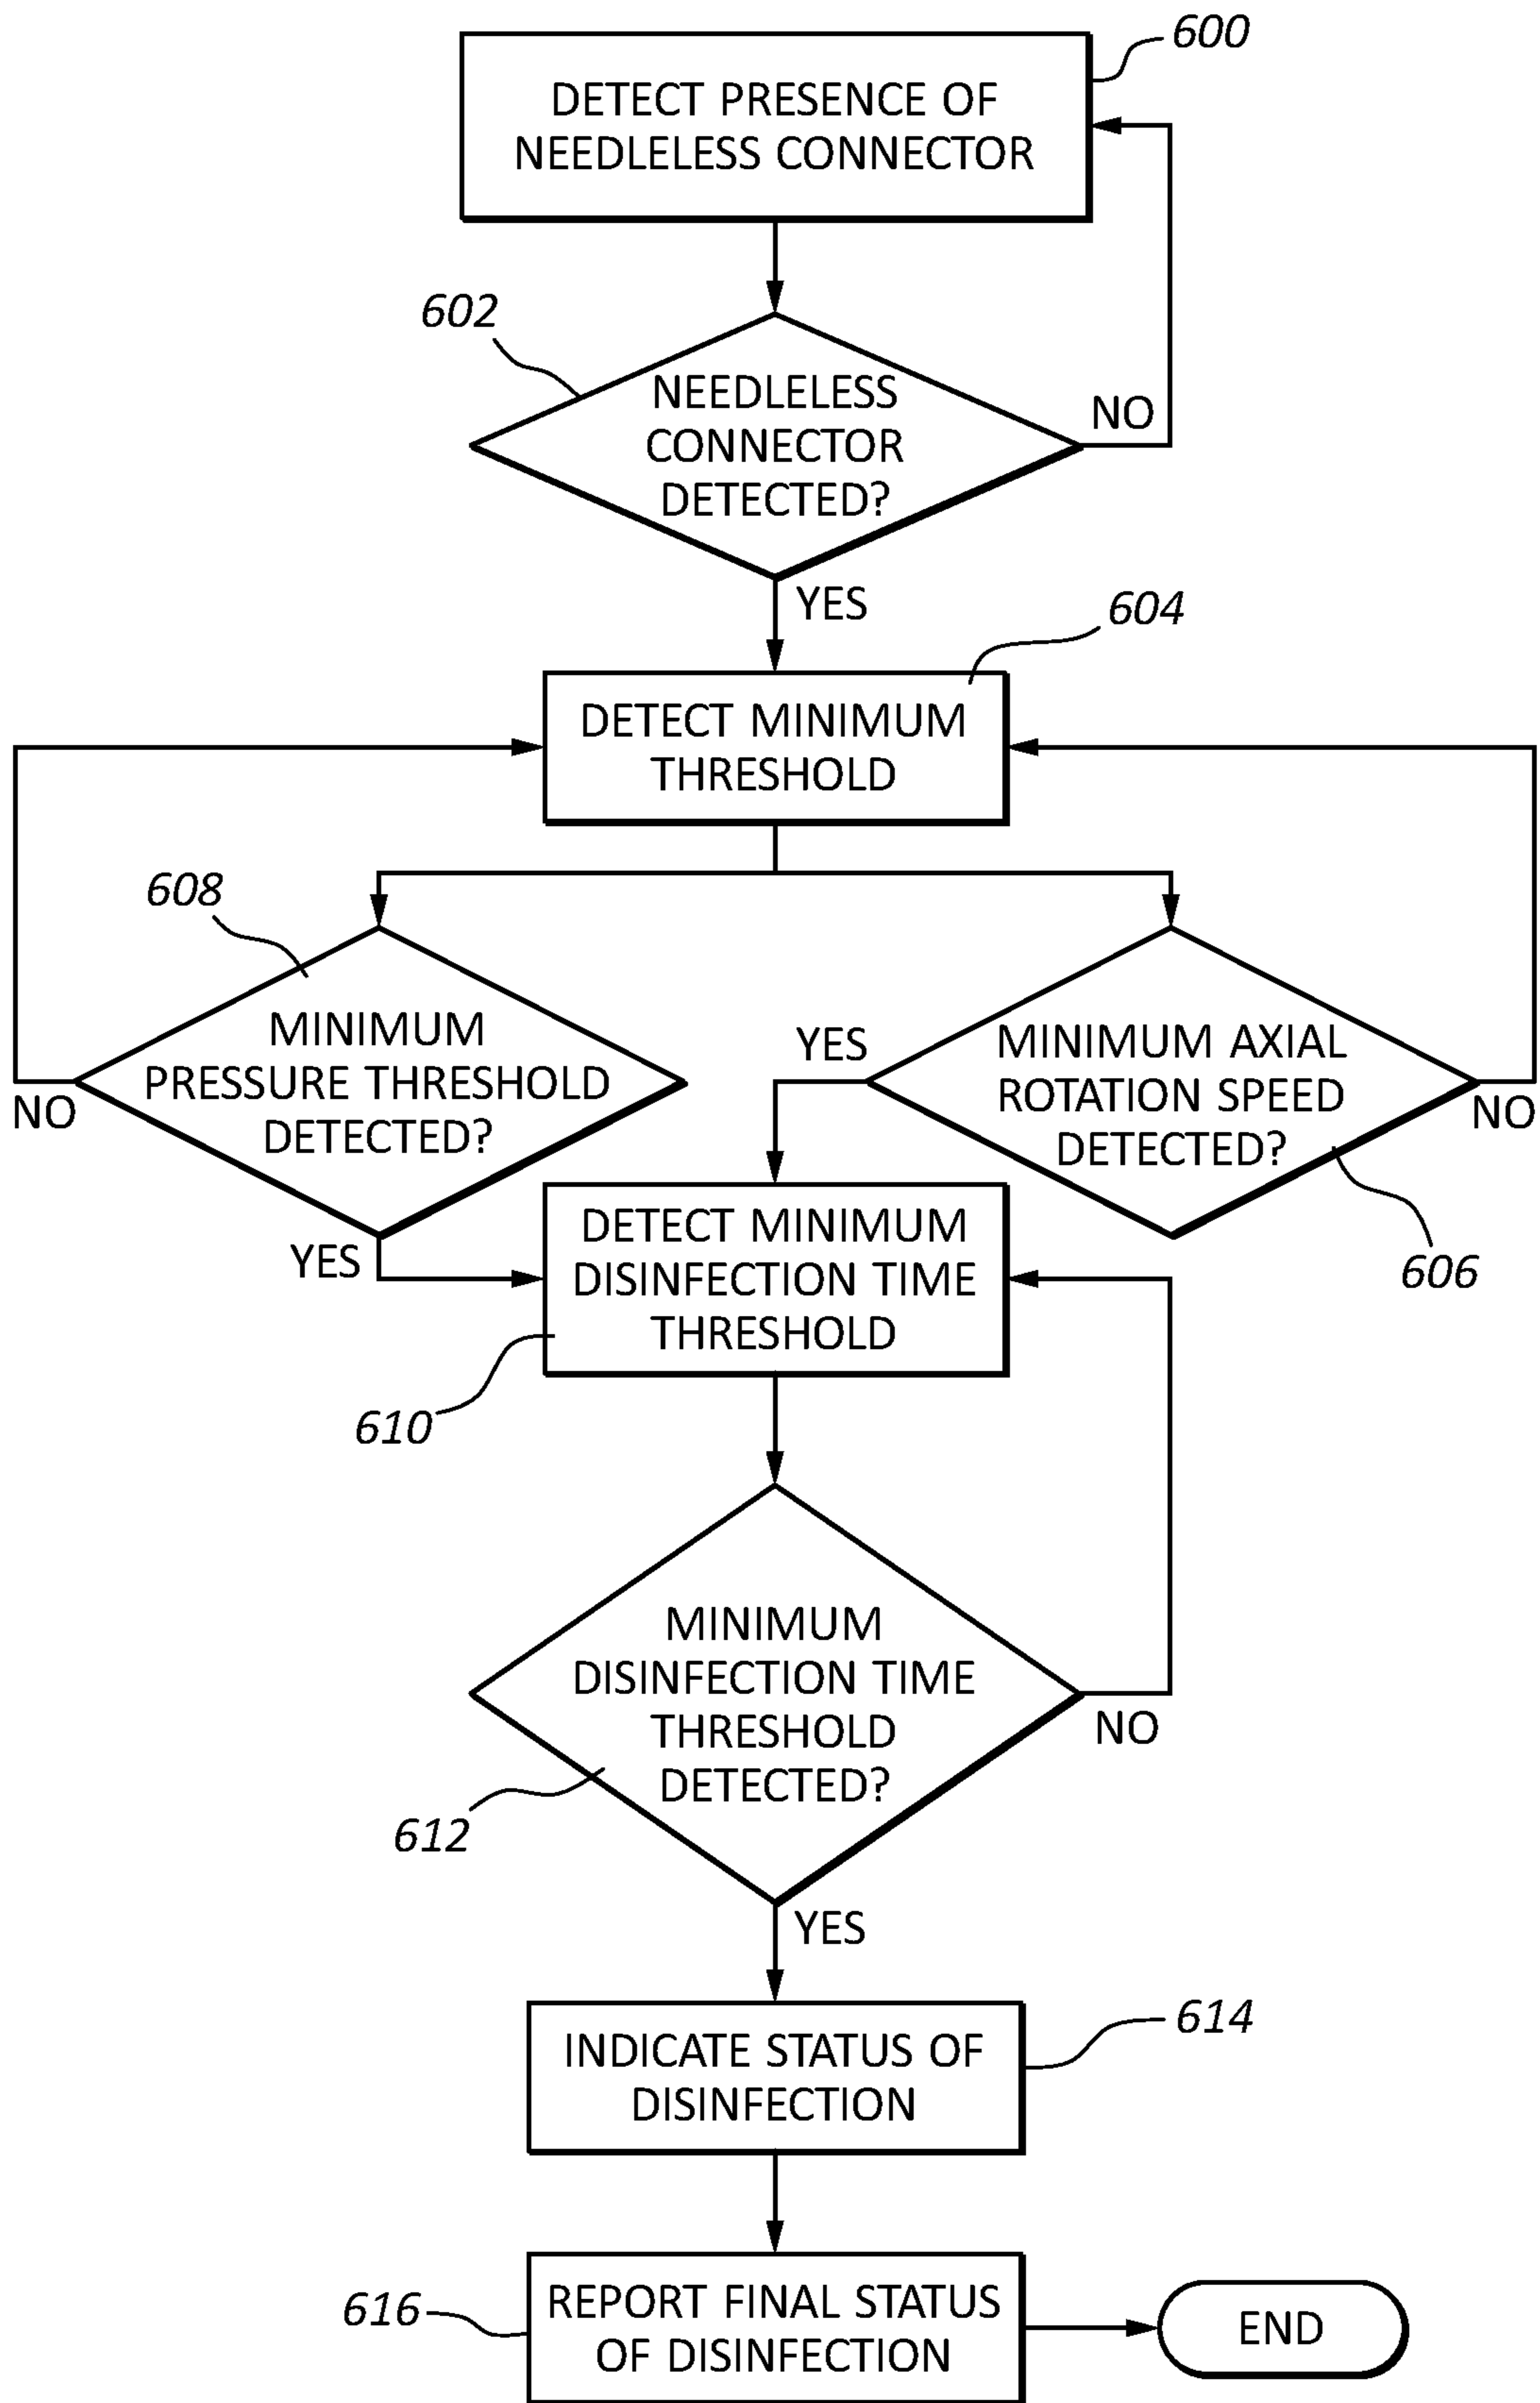 600
DETECT PRESENCE OF
NEEDLELESS CONNECTOR
602
NEEDLELESS
CONNECTOR
DETECTED?
NO
YES
604
DETECT MINIMUM
THRESHOLD
608
MINIMUM
PRESSURE THRESHOLD
DETECTED?
NO
YES
YES
MINIMUM AXIAL
ROTATION SPEED
DETECTED?
NO
606
DETECT MINIMUM
DISINFECTION TIME
THRESHOLD
610
MINIMUM
DISINFECTION TIME
THRESHOLD
DETECTED?
NO
612
YES
INDICATE STATUS OF
DISINFECTION
614
REPORT FINAL STATUS
OF DISINFECTION
616
END